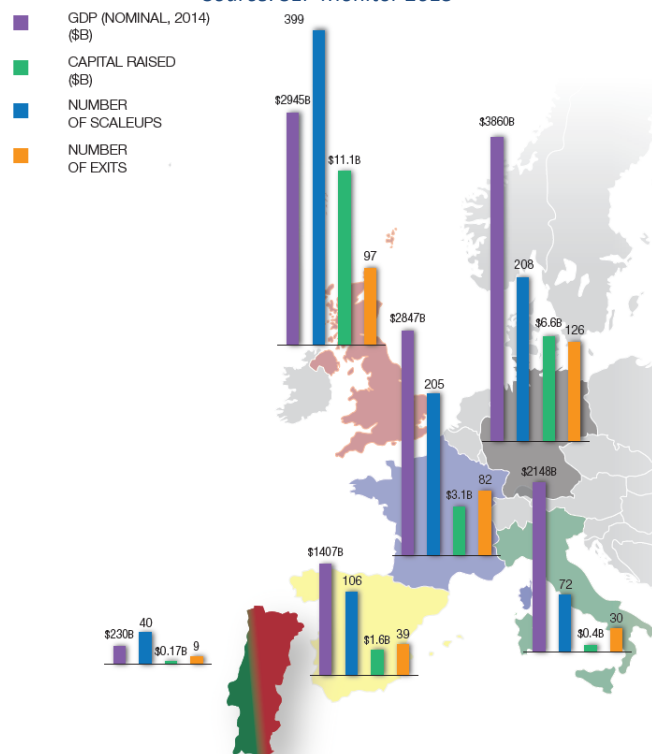 GDP (NOMINAL, 2014)
($B)
CAPITAL RAISED
($B)
NUMBER
OF SCALEUPS
NUMBER
OF EXITS
399
$2945B
$11.1B
97
$3860B
208
$6.6B
126
$2847B
205
$3.1B
82
$2148B
72
$0.4B
30
$1407B
106
$1.6B
39
$230B
40
$0.17B
9